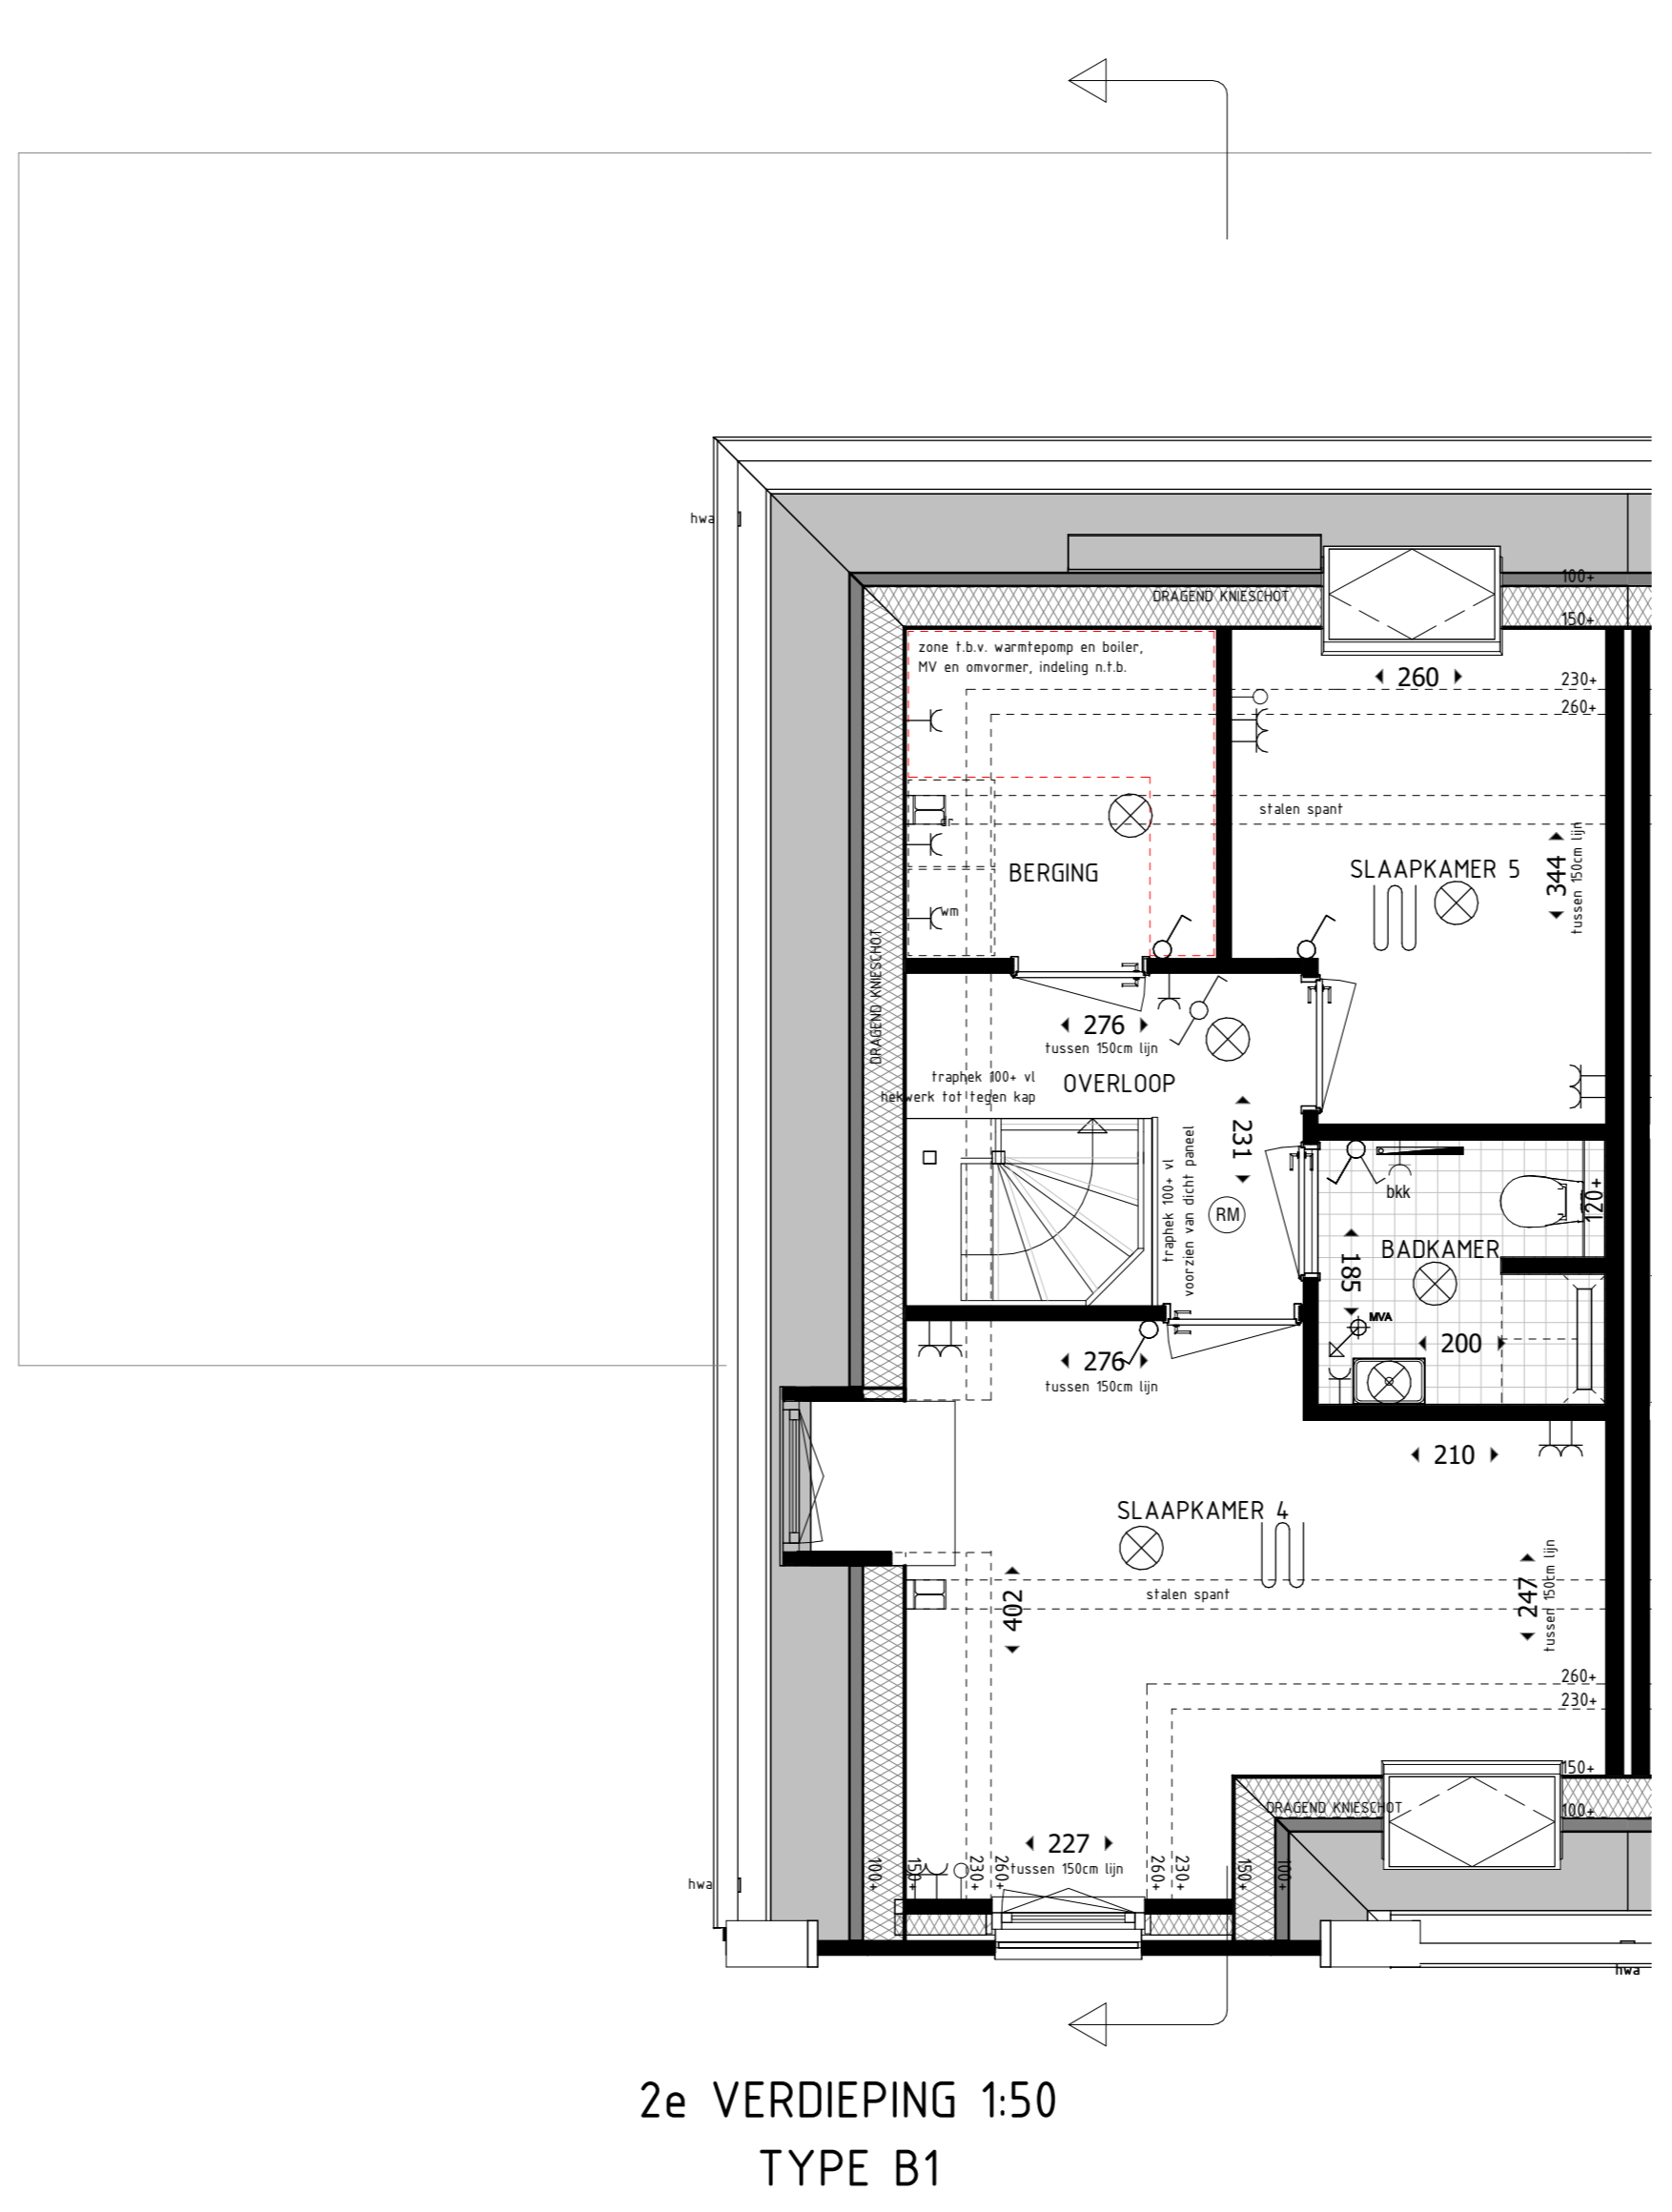 hwa
100+
DRAGEND KNIESCHOT
150+
zone t.b.v. warmtepomp en boiler,
MV en omvormer, indeling n.t.b.
260
230+
260+
stalen spant
dr
BERGING
SLAAPKAMER 5
344
tussen 150cm lijn
wm
DRAGEND KNIESCHOT
276
tussen 150cm lijn
traphek 100+ vl
hekwerk tot tegen kap
OVERLOOP
231
traphek 100+ vl
voorzien van dicht paneel
RM
bkk
120+
BADKAMER
185
MVA
200
276
tussen 150cm lijn
210
SLAAPKAMER 4
stalen spant
402
247
tussen 150cm lijn
260+
230+
150+
DRAGEND KNIESCHOT
100+
227
tussen 150cm lijn
100+
150+
230+
260+
260+
230+
150+
100+
hwa
hwa
2e VERDIEPING 1:50
TYPE B1